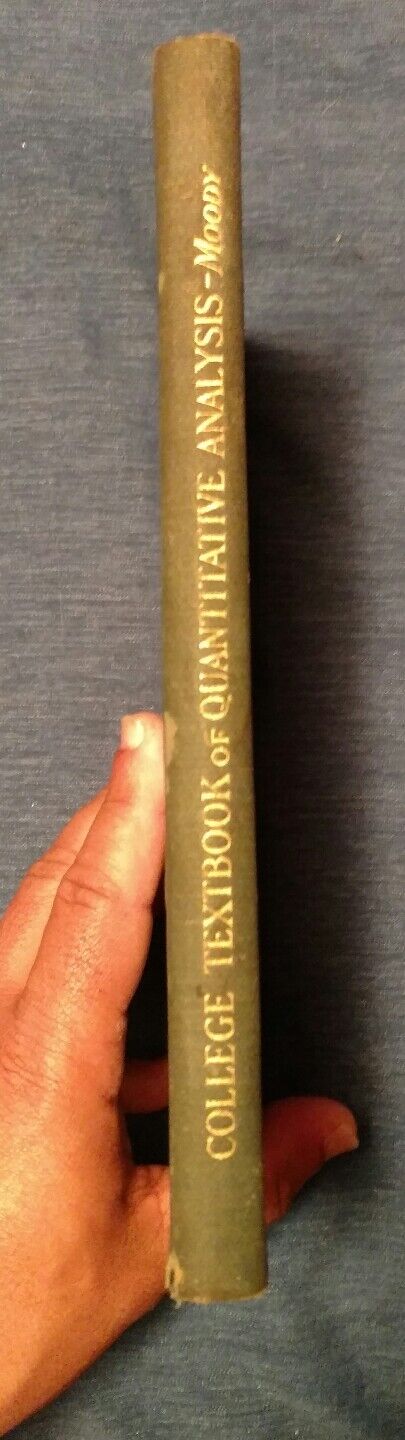 COLLEGE TEXTBOOK OF QUANTITATIVE ANALYSIS-MOODY